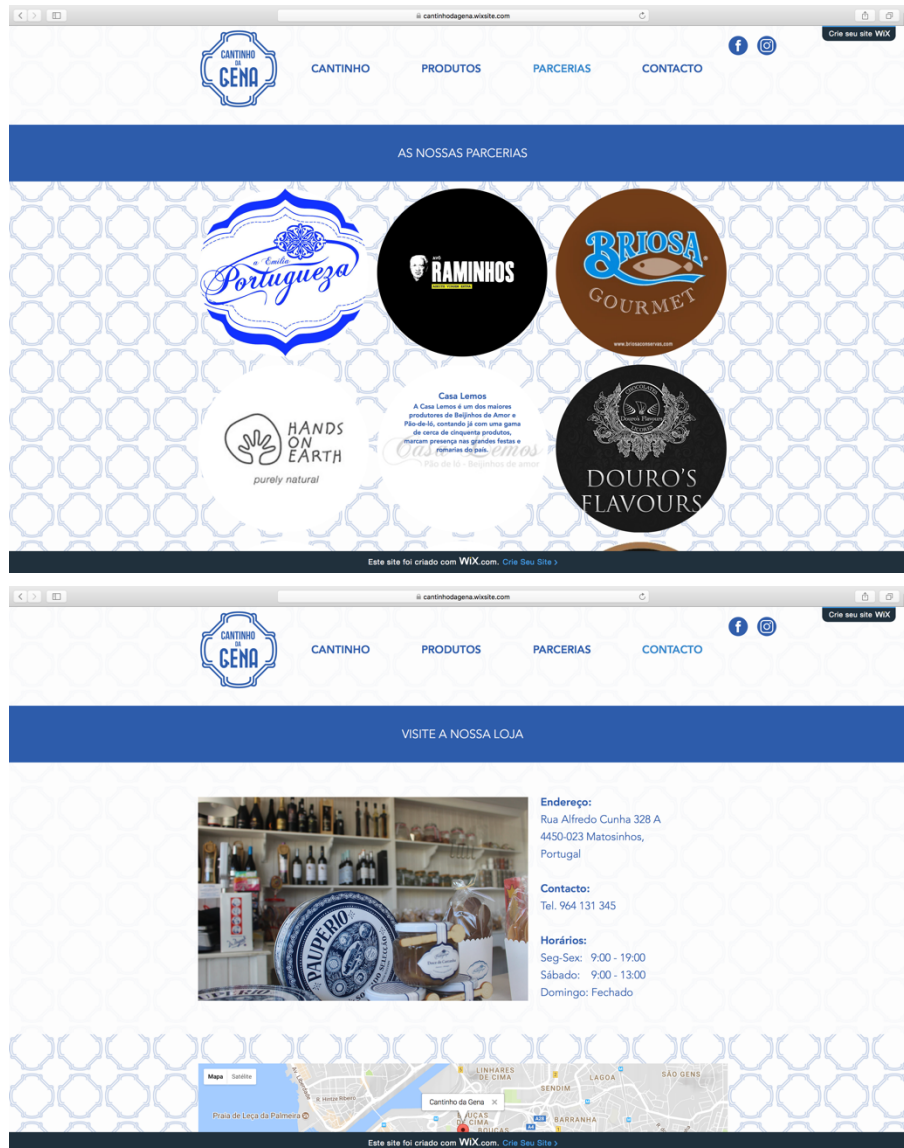 cantinhodagena.wixsite.com
Crie seu site WiX
CANTINHO
DA
GENA
CANTINHO
PRODUTOS
PARCERIAS
CONTACTO
AS NOSSAS PARCERIAS
a Emília
Portugueza
AVÔ
RAMINHOS
BRIOSA
GOURMET
www.briosaconservas.com
HANDS
ON
EARTH
purely natural
Casa Lemos
A Casa Lemos é um dos maiores
produtores de Beijinhos de Amor e
Pão-de-ló, contando já com uma gama
de cerca de cinquenta produtos,
marcam presença nas grandes festas e
romarias do país.
Casa Lemos
Pão de ló - Beijinhos de amor
Douro's Flavours
DOURO'S
FLAVOURS
Este site foi criado com WiX.com. Crie Seu Site >
cantinhodagena.wixsite.com
Crie seu site WiX
CANTINHO
DA
GENA
CANTINHO
PRODUTOS
PARCERIAS
CONTACTO
VISITE A NOSSA LOJA
PAUPÉRIO
Endereço:
Rua Alfredo Cunha 328 A
4450-023 Matosinhos,
Portugal
Contacto:
Tel. 964 131 345
Horários:
Seg-Sex: 9:00 - 19:00
Sábado: 9:00 - 13:00
Domingo: Fechado
Mapa
Satélite
R. Hintze Ribeiro
Praia de Leça da Palmeira
LINHARES
DE CIMA
SENDIM
LAGOA
SÃO GENS
Cantinho da Gena
BARRANHA
Este site foi criado com WiX.com. Crie Seu Site >